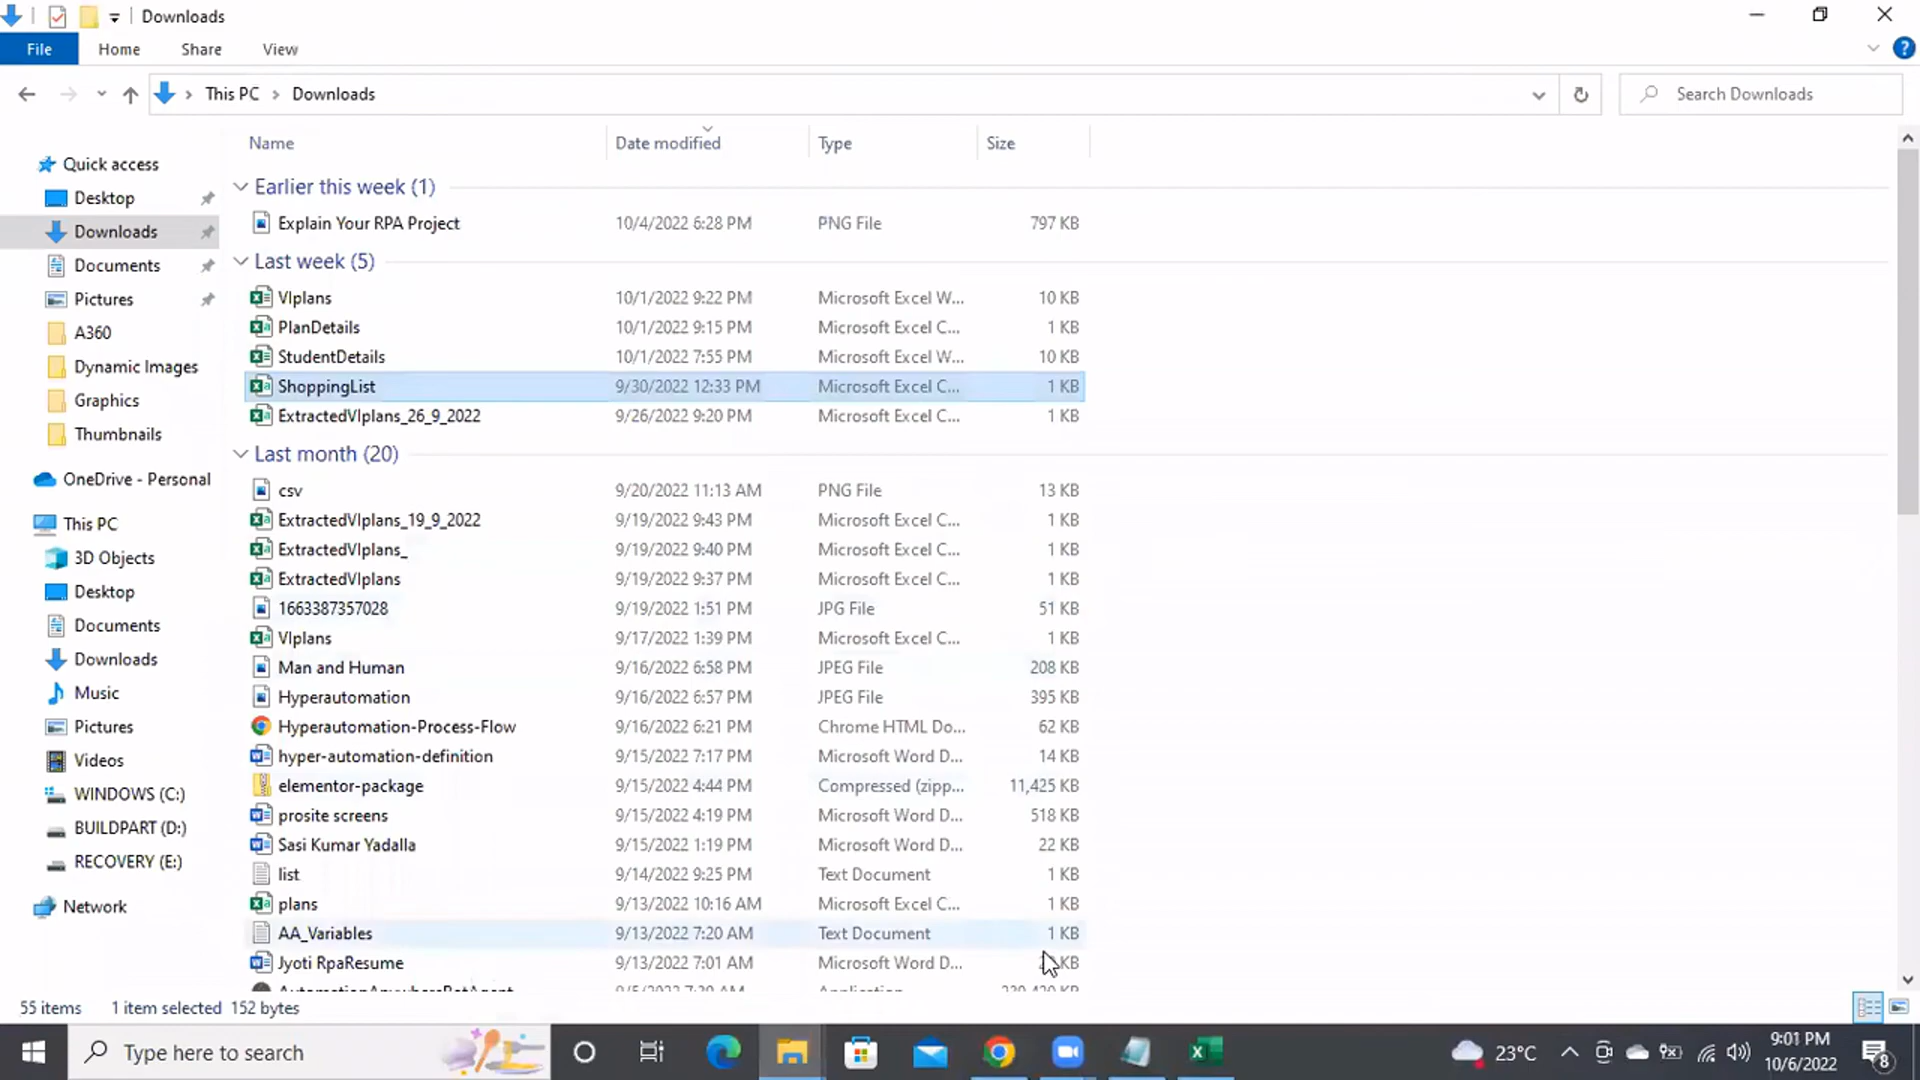 Downloads
File Home Share View
This PC > Downloads
Search Downloads
Name Date modified Type Size
Quick access
Desktop
Downloads
Documents
Pictures
A360
Dynamic Images
Graphics
Thumbnails
OneDrive - Personal
This PC
3D Objects
Desktop
Documents
Downloads
Music
Pictures
Videos
WINDOWS (C:)
BUILDPART (D:)
RECOVERY (E:)
Network
Earlier this week (1)
Explain Your RPA Project 10/4/2022 6:28 PM PNG File 797 KB
Last week (5)
VIplans 10/1/2022 9:22 PM Microsoft Excel W... 10 KB
PlanDetails 10/1/2022 9:15 PM Microsoft Excel C... 1 KB
StudentDetails 10/1/2022 7:55 PM Microsoft Excel W... 10 KB
ShoppingList 9/30/2022 12:33 PM Microsoft Excel C... 1 KB
ExtractedVIplans_26_9_2022 9/26/2022 9:20 PM Microsoft Excel C... 1 KB
Last month (20)
csv 9/20/2022 11:13 AM PNG File 13 KB
ExtractedVIplans_19_9_2022 9/19/2022 9:43 PM Microsoft Excel C... 1 KB
ExtractedVIplans_ 9/19/2022 9:40 PM Microsoft Excel C... 1 KB
ExtractedVIplans 9/19/2022 9:37 PM Microsoft Excel C... 1 KB
1663387357028 9/19/2022 1:51 PM JPG File 51 KB
VIplans 9/17/2022 1:39 PM Microsoft Excel C... 1 KB
Man and Human 9/16/2022 6:58 PM JPEG File 208 KB
Hyperautomation 9/16/2022 6:57 PM JPEG File 395 KB
Hyperautomation-Process-Flow 9/16/2022 6:21 PM Chrome HTML Do... 62 KB
hyper-automation-definition 9/15/2022 7:17 PM Microsoft Word D... 14 KB
elementor-package 9/15/2022 4:44 PM Compressed (zipp... 11,425 KB
prosite screens 9/15/2022 4:19 PM Microsoft Word D... 518 KB
Sasi Kumar Yadalla 9/15/2022 1:19 PM Microsoft Word D... 22 KB
list 9/14/2022 9:25 PM Text Document 1 KB
plans 9/13/2022 10:16 AM Microsoft Excel C... 1 KB
AA_Variables 9/13/2022 7:20 AM Text Document 1 KB
Jyoti RpaResume 9/13/2022 7:01 AM Microsoft Word D... KB
55 items 1 item selected 152 bytes
Type here to search
23°C
9:01 PM
10/6/2022
8